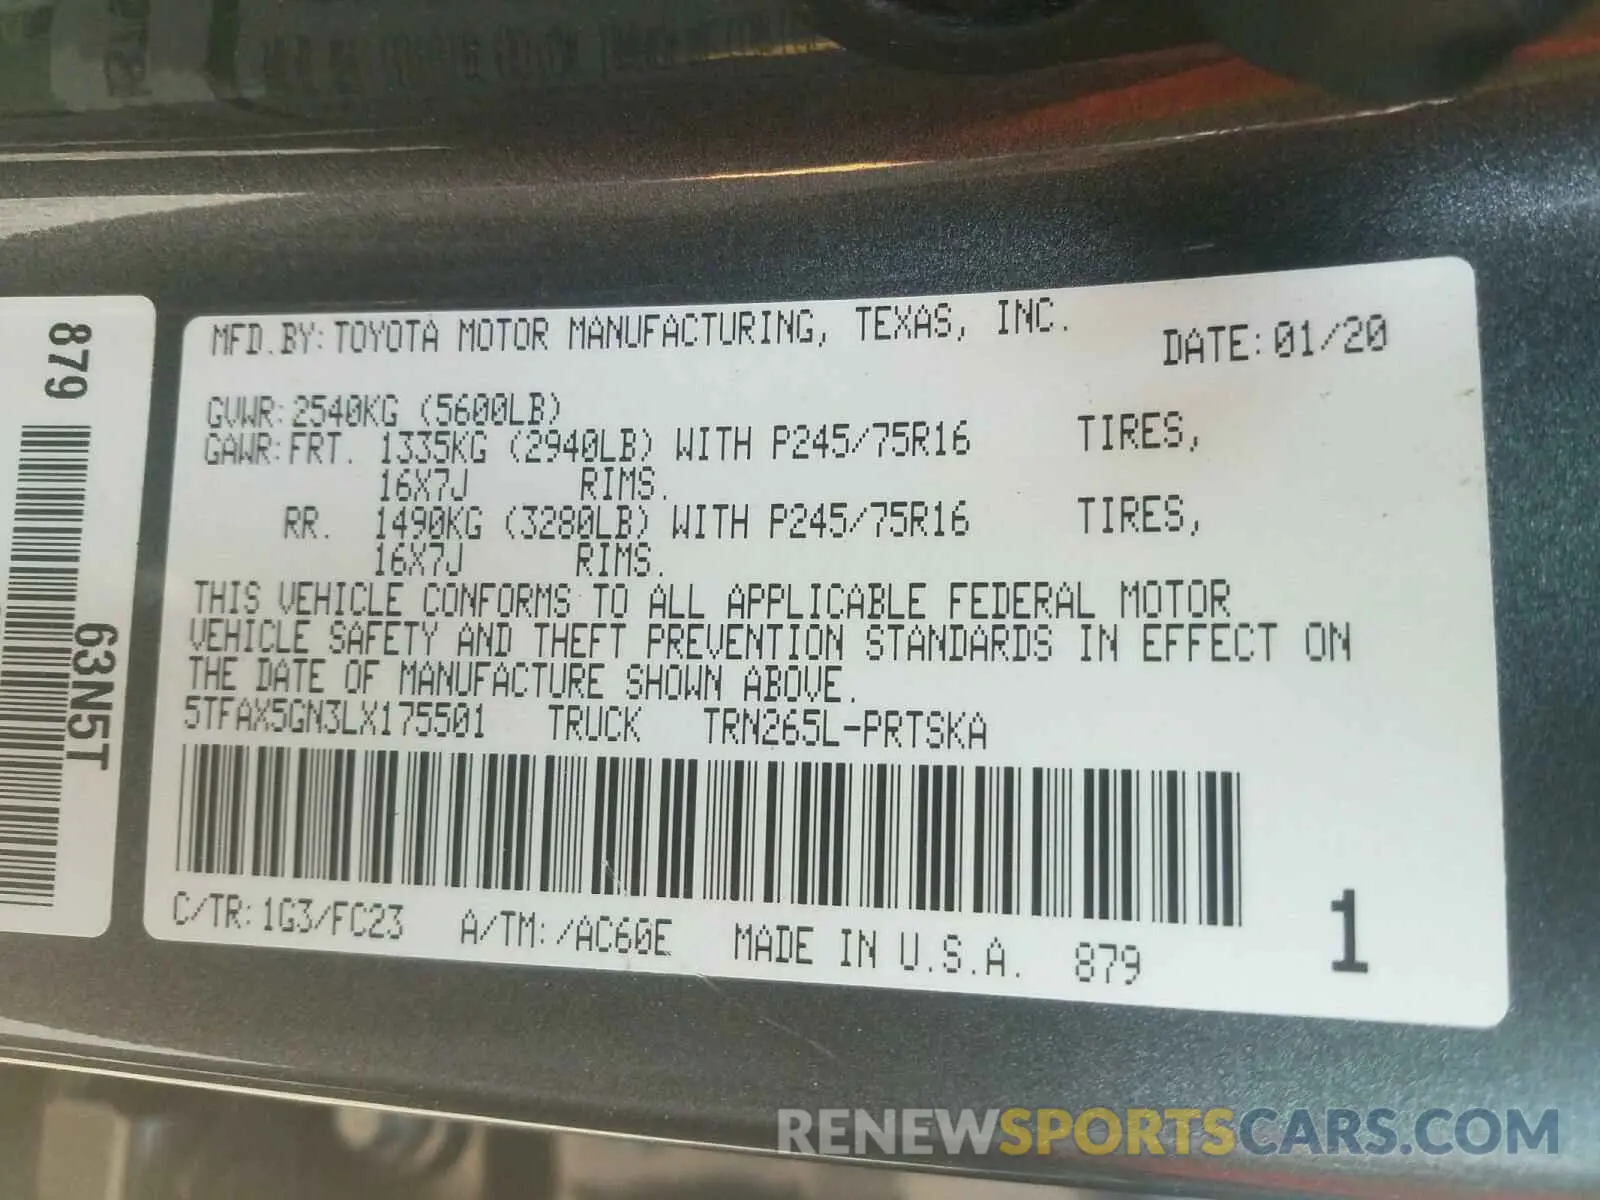 879
63N5T
MFD.BY:TOYOTA MOTOR MANUFACTURING, TEXAS, INC. DATE:01/20
GVWR:2540KG (5600LB)
GAWR:FRT. 1335KG (2940LB) WITH P245/75R16 TIRES,
16X7J RIMS.
RR. 1490KG (3280LB) WITH P245/75R16 TIRES,
16X7J RIMS.
THIS VEHICLE CONFORMS TO ALL APPLICABLE FEDERAL MOTOR
VEHICLE SAFETY AND THEFT PREVENTION STANDARDS IN EFFECT ON
THE DATE OF MANUFACTURE SHOWN ABOVE.
5TFAX5GN3LX175501 TRUCK TRN265L-PRTSKA
C/TR:1G3/FC23 A/TM:/AC60E MADE IN U.S.A. 879
1
RENEWSPORTSCARS.COM